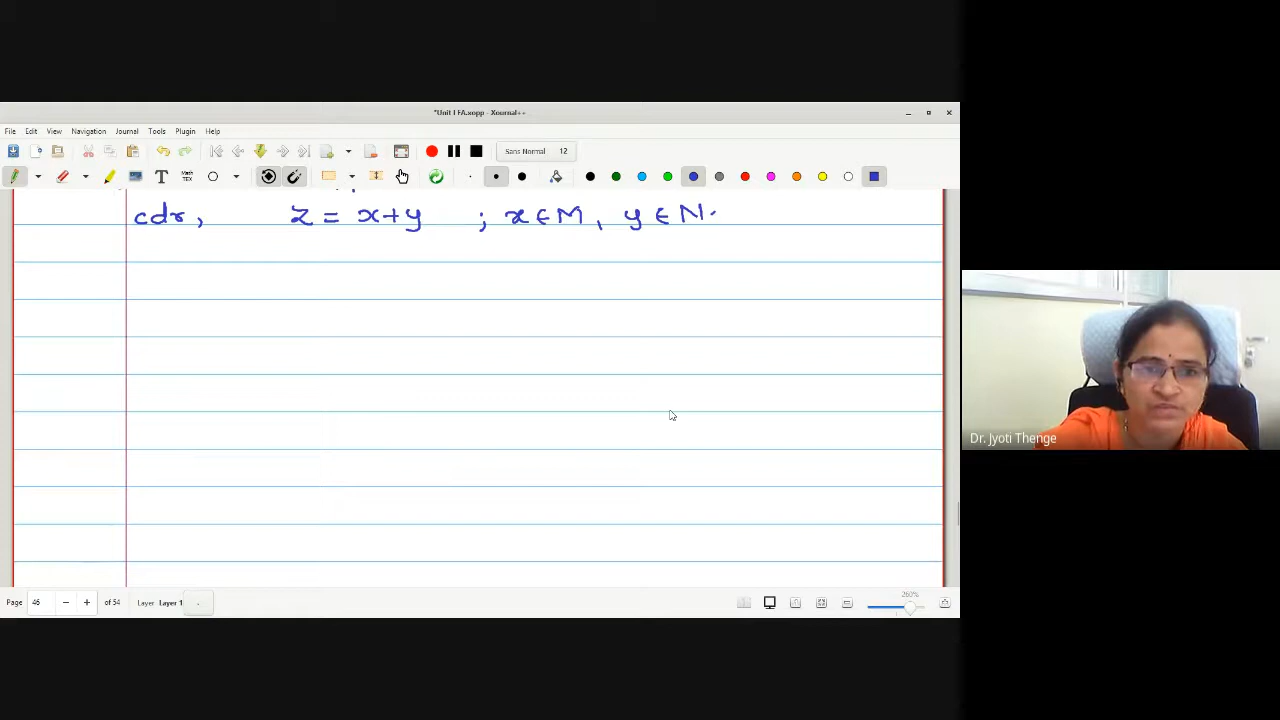 *Unit I FA.xopp - Xournal++
File Edit View Navigation Journal Tools Plugin Help
Sans Normal 12
cdr, z = x+y ; x ∈ M, y ∈ N.
Dr. Jyoti Thenge
Page 46 of 54 Layer Layer 1
260%